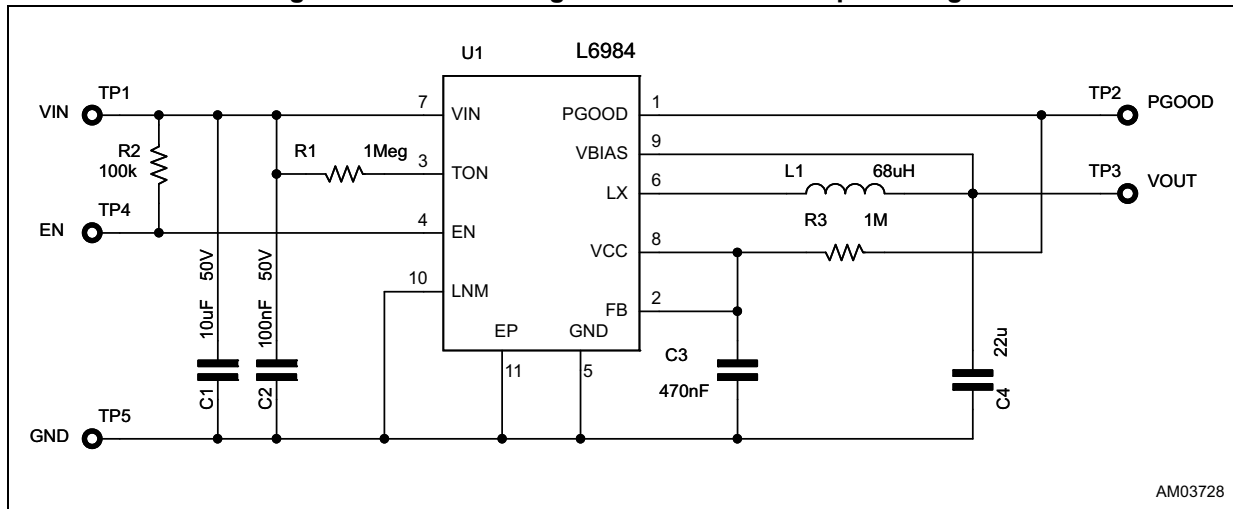 U1 L6984
VIN TP1
7 VIN
PGOOD 1
TP2 PGOOD
R2
100k
R1 1Meg
3 TON
VBIAS 9
LX 6
L1 68uH
TP3 VOUT
EN TP4
4 EN
VCC 8
R3 1M
10 LNM
FB 2
EP GND
11 5
10uF 50V
C1
100nF 50V
C2
C3
470nF
22u
C4
GND TP5
AM03728